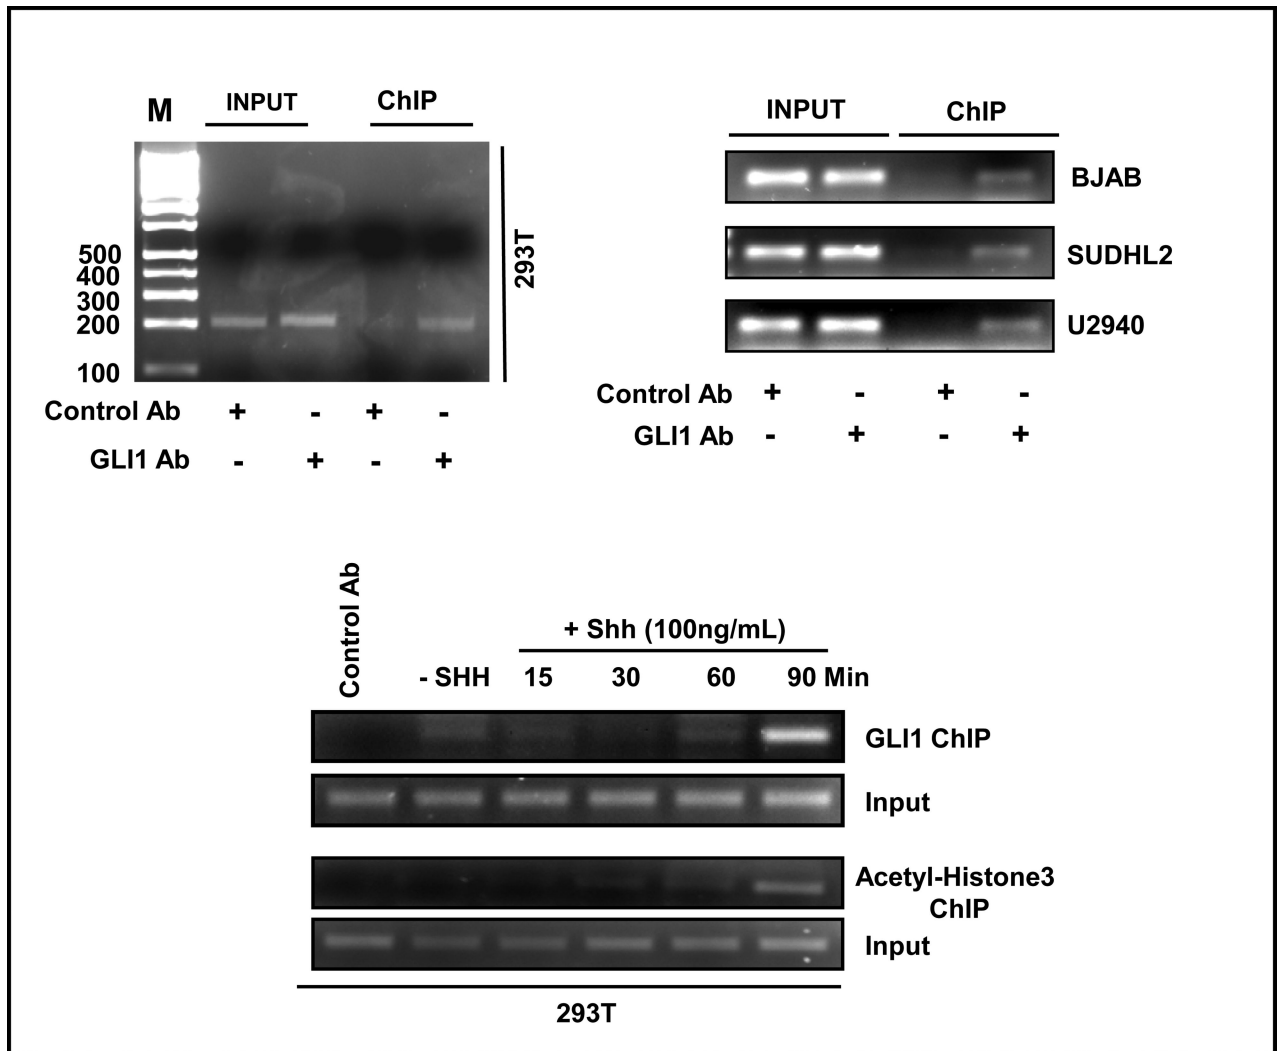 M INPUT ChIP
500
400
300
200
100
293T
Control Ab + - + -
GLI1 Ab - + - +
INPUT ChIP
BJAB
SUDHL2
U2940
Control Ab + - + -
GLI1 Ab - + - +
Control Ab
+ Shh (100ng/mL)
- SHH 15 30 60 90 Min
GLI1 ChIP
Input
Acetyl-Histone3
ChIP
Input
293T